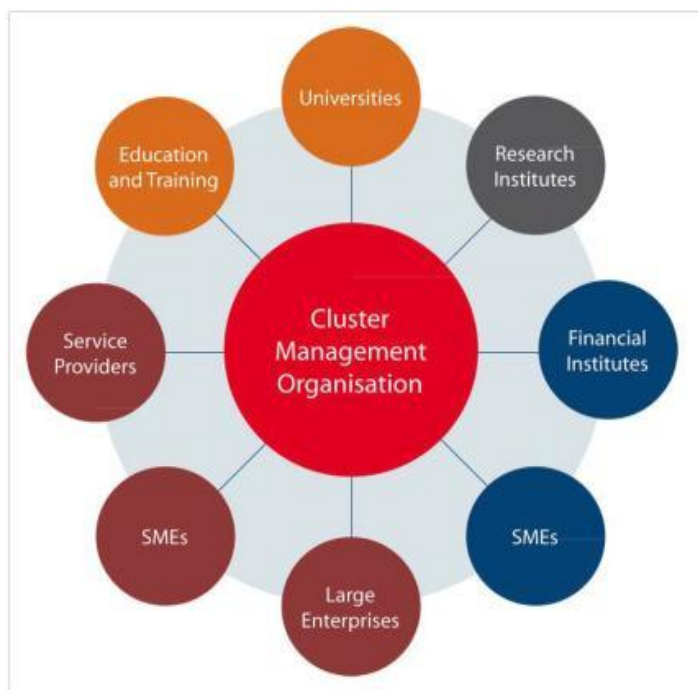 Universities
Education
and Training
Research
Institutes
Service
Providers
Cluster
Management
Organisation
Financial
Institutes
SMEs
SMEs
Large
Enterprises